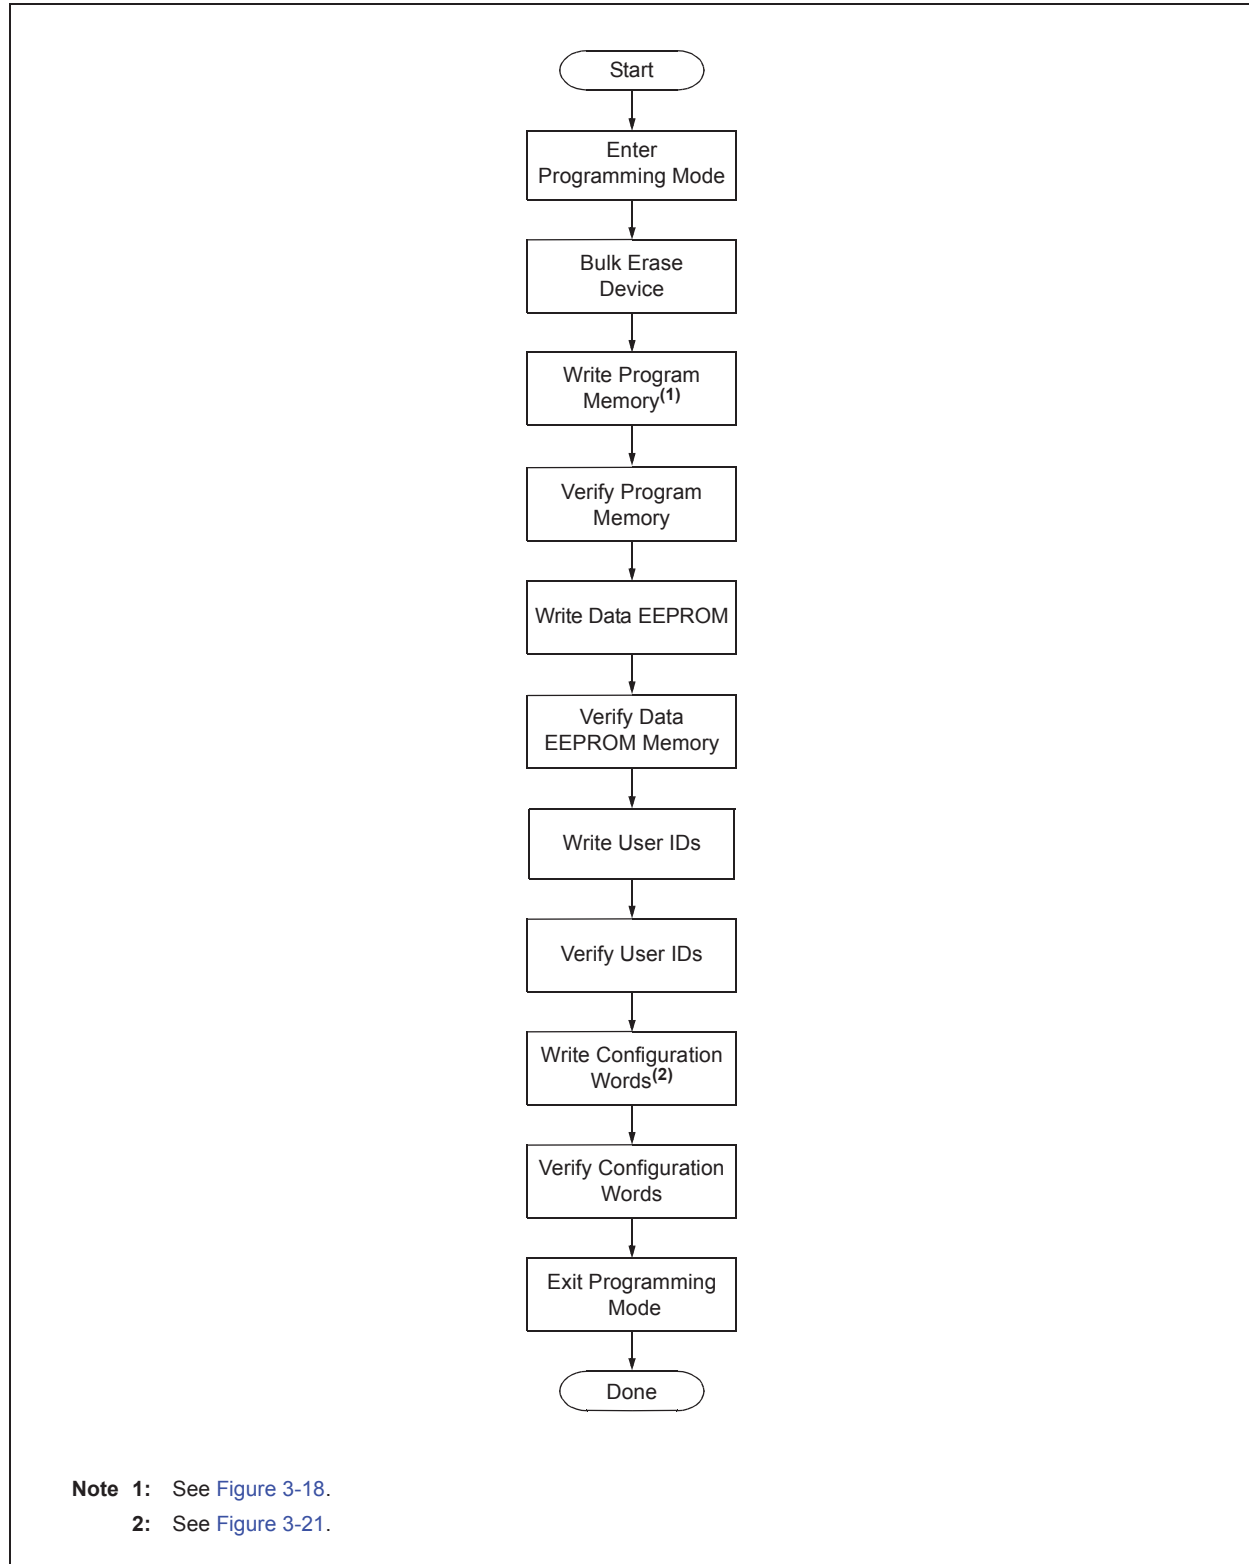 Start
Enter
Programming Mode
Bulk Erase
Device
Write Program
Memory(1)
Verify Program
Memory
Write Data EEPROM
Verify Data
EEPROM Memory
Write User IDs
Verify User IDs
Write Configuration
Words(2)
Verify Configuration
Words
Exit Programming
Mode
Done
Note 1: See Figure 3-18.
2: See Figure 3-21.